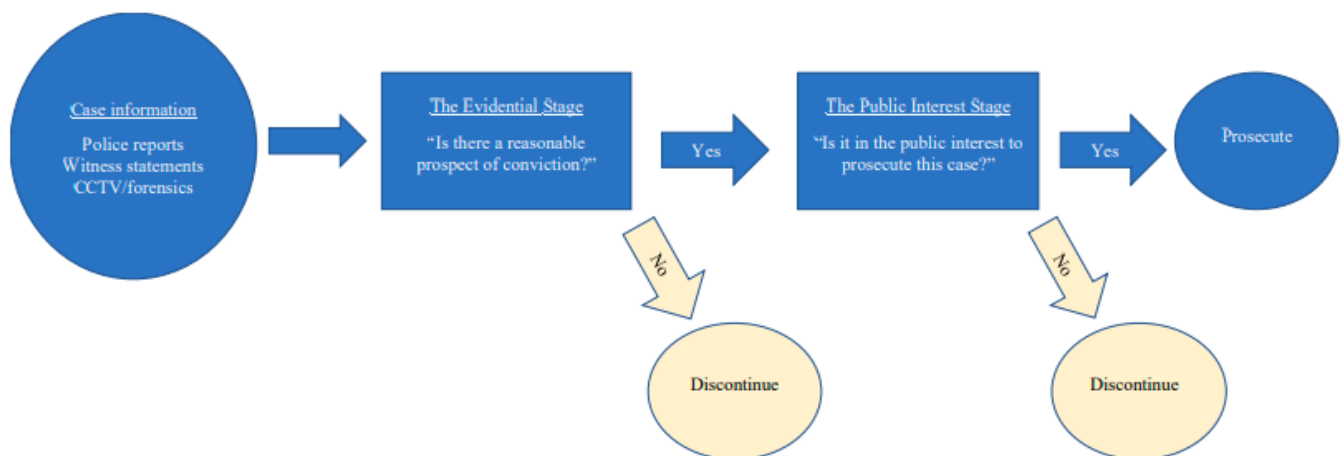 Case information
Police reports
Witness statements
CCTV/forensics
The Evidential Stage
“Is there a reasonable
prospect of conviction?”
Yes
The Public Interest Stage
“Is it in the public interest to
prosecute this case?”
Yes
Prosecute
No
No
Discontinue
Discontinue